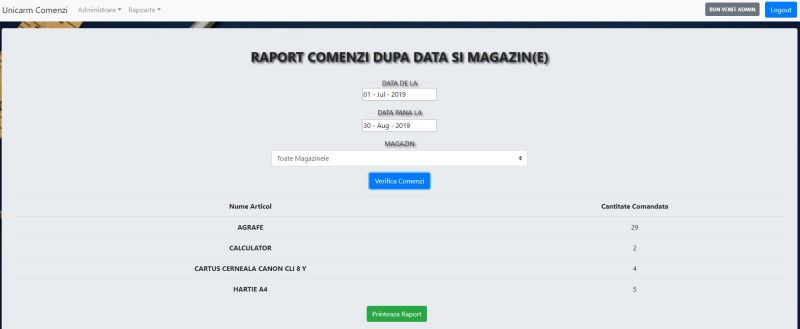 Unicarm Comenzi Administrare Rapoarte BUN VENIT ADMIN Logout
RAPORT COMENZI DUPA DATA SI MAGAZIN(E)
DATA DE LA
01 - Jul - 2019
DATA PANA LA
30 - Aug - 2019
MAGAZIN
Toate Magazinele
Verifica Comenzi
Nume Articol Cantitate Comandata
AGRAFE 29
CALCULATOR 2
CARTUS CERNEALA CANON CLI 8 Y 4
HARTIE A4 5
Printeaza Raport